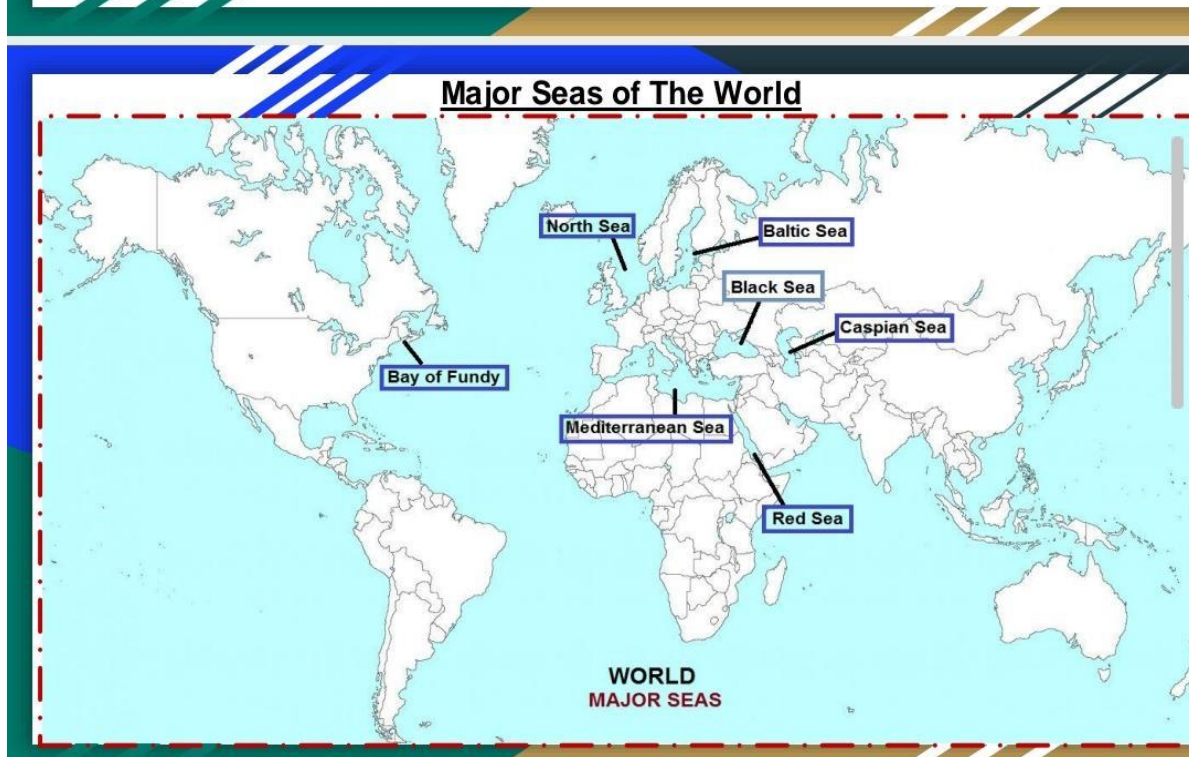 Major Seas of The World
North Sea
Baltic Sea
Black Sea
Caspian Sea
Bay of Fundy
Mediterranean Sea
Red Sea
WORLD
MAJOR SEAS